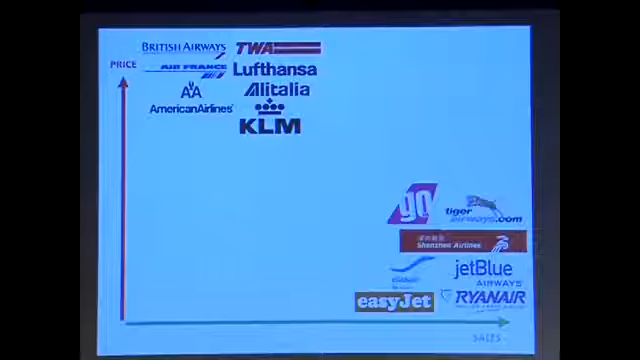 BRITISH AIRWAYS
TWA
PRICE
AIR FRANCE
Lufthansa
AA
Alitalia
AmericanAirlines
KLM
go
tiger
airways.com
Shenzhen Airlines
jetBlue
AIRWAYS
easyJet
RYANAIR
SALES